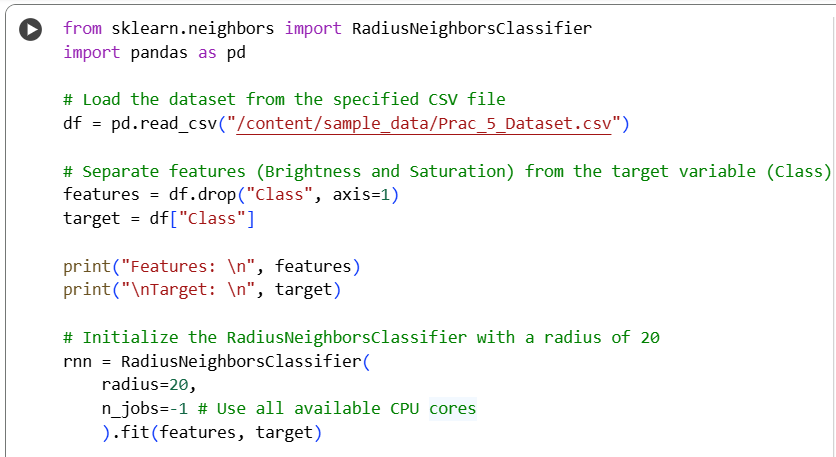 from sklearn.neighbors import RadiusNeighborsClassifier
import pandas as pd
# Load the dataset from the specified CSV file
df = pd.read_csv("/content/sample_data/Prac_5_Dataset.csv")
# Separate features (Brightness and Saturation) from the target variable (Class)
features = df.drop("Class", axis=1)
target = df["Class"]
print("Features: \n", features)
print("\nTarget: \n", target)
# Initialize the RadiusNeighborsClassifier with a radius of 20
rnn = RadiusNeighborsClassifier(
    radius=20,
    n_jobs=-1 # Use all available CPU cores
    ).fit(features, target)